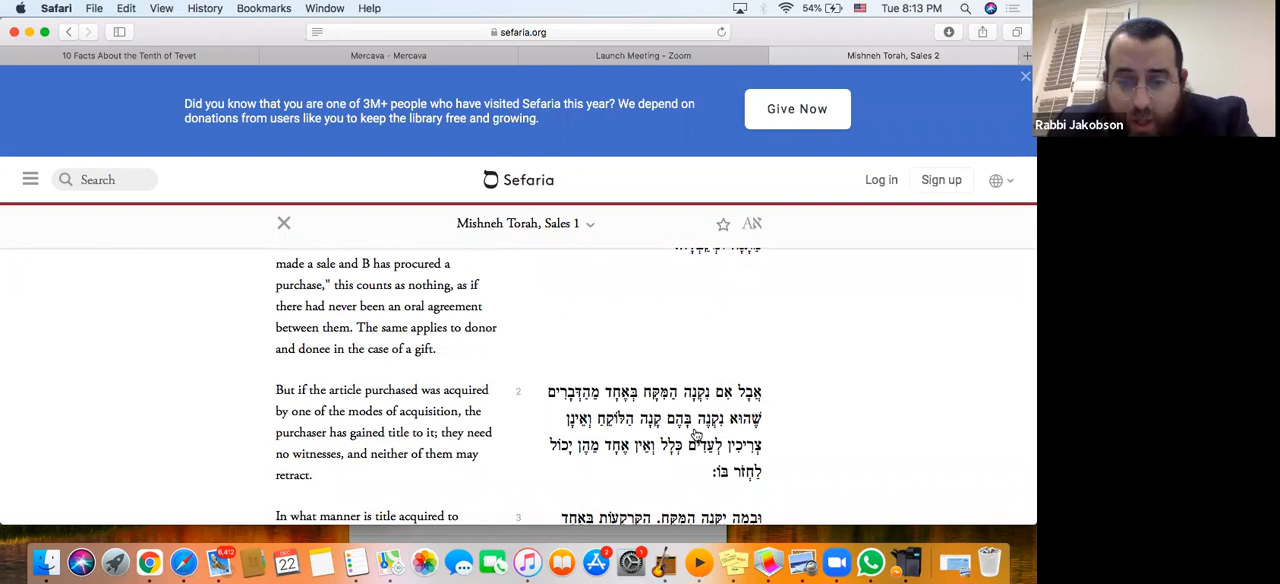 Safari File Edit View History Bookmarks Window Help
54% Tue 8:13 PM
sefaria.org
10 Facts About the Tenth of Tevet
Mercava - Mercava
Launch Meeting - Zoom
Mishneh Torah, Sales 2
Did you know that you are one of 3M+ people who have visited Sefaria this year? We depend on
donations from users like you to keep the library free and growing.
Give Now
Rabbi Jakobson
Search
Sefaria
Log in
Sign up
Mishneh Torah, Sales 1
made a sale and B has procured a
purchase," this counts as nothing, as if
there had never been an oral agreement
between them. The same applies to donor
and donee in the case of a gift.
But if the article purchased was acquired
by one of the modes of acquisition, the
purchaser has gained title to it; they need
no witnesses, and neither of them may
retract.
2
אֲבָל אִם נִקְנָה הַמִּקָּח בְּאֶחָד מֵהַדְּבָרִים
שֶׁהוּא נִקְנֶה בָּהֶם קָנָה הַלּוֹקֵחַ וְאֵינָן
צְרִיכִין לְעֵדִים כְּלָל וְאֵין אֶחָד מֵהֶן יָכוֹל
לַחְזֹר בּוֹ:
In what manner is title acquired to
3
וּבַמֶּה יִקָּנֶה הַמִּקָּח. הַקַּרְקָעוֹת בְּאֶחָד
6,412
DEC
22
2
1